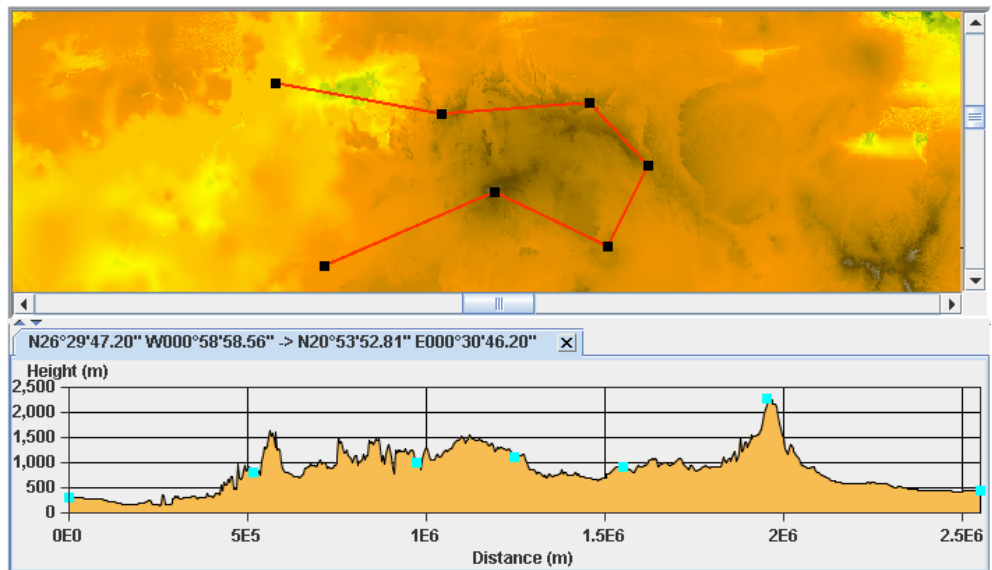 N26°29'47.20" W000°58'58.56" -> N20°53'52.81" E000°30'46.20"
Height (m)
2,500
2,000
1,500
1,000
500
0
0E0 5E5 1E6 1.5E6 2E6 2.5E6
Distance (m)